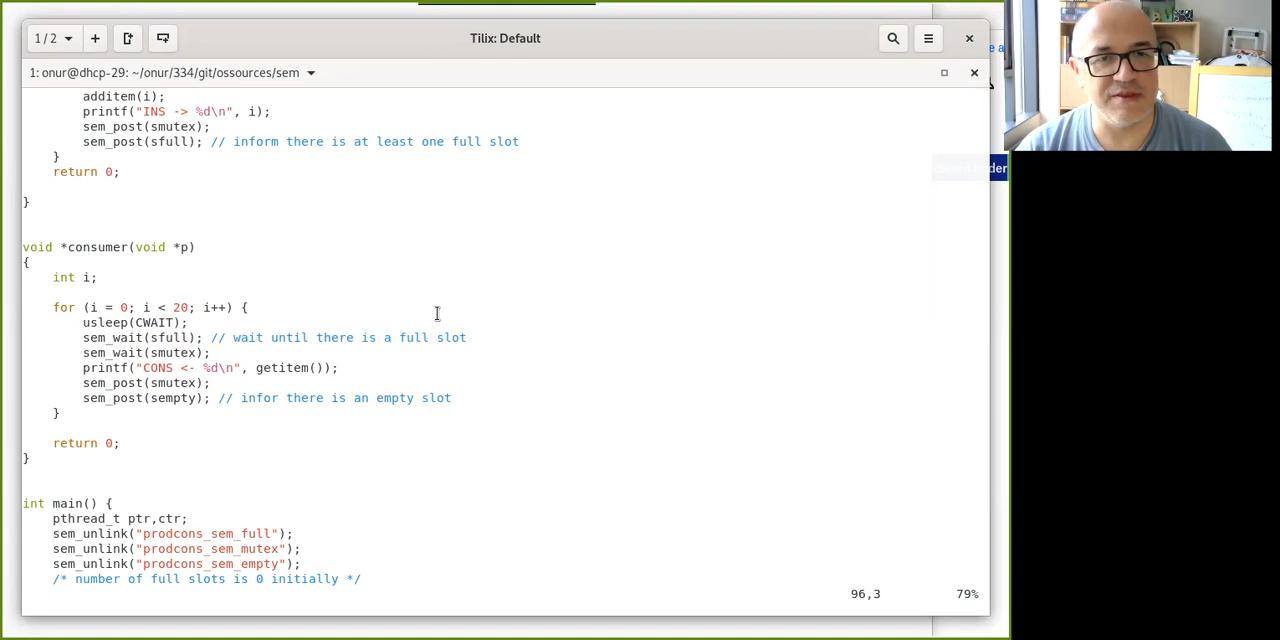 1 / 2
Tilix: Default
1: onur@dhcp-29: ~/onur/334/git/ossources/sem
additem(i);
printf("INS -> %d\n", i);
sem_post(smutex);
sem_post(sfull); // inform there is at least one full slot
}
return 0;
}
void *consumer(void *p)
{
int i;
for (i = 0; i < 20; i++) {
usleep(CWAIT);
sem_wait(sfull); // wait until there is a full slot
sem_wait(smutex);
printf("CONS <- %d\n", getitem());
sem_post(smutex);
sem_post(sempty); // infor there is an empty slot
}
return 0;
}
int main() {
pthread_t ptr,ctr;
sem_unlink("prodcons_sem_full");
sem_unlink("prodcons_sem_mutex");
sem_unlink("prodcons_sem_empty");
/* number of full slots is 0 initially */
96,3 79%